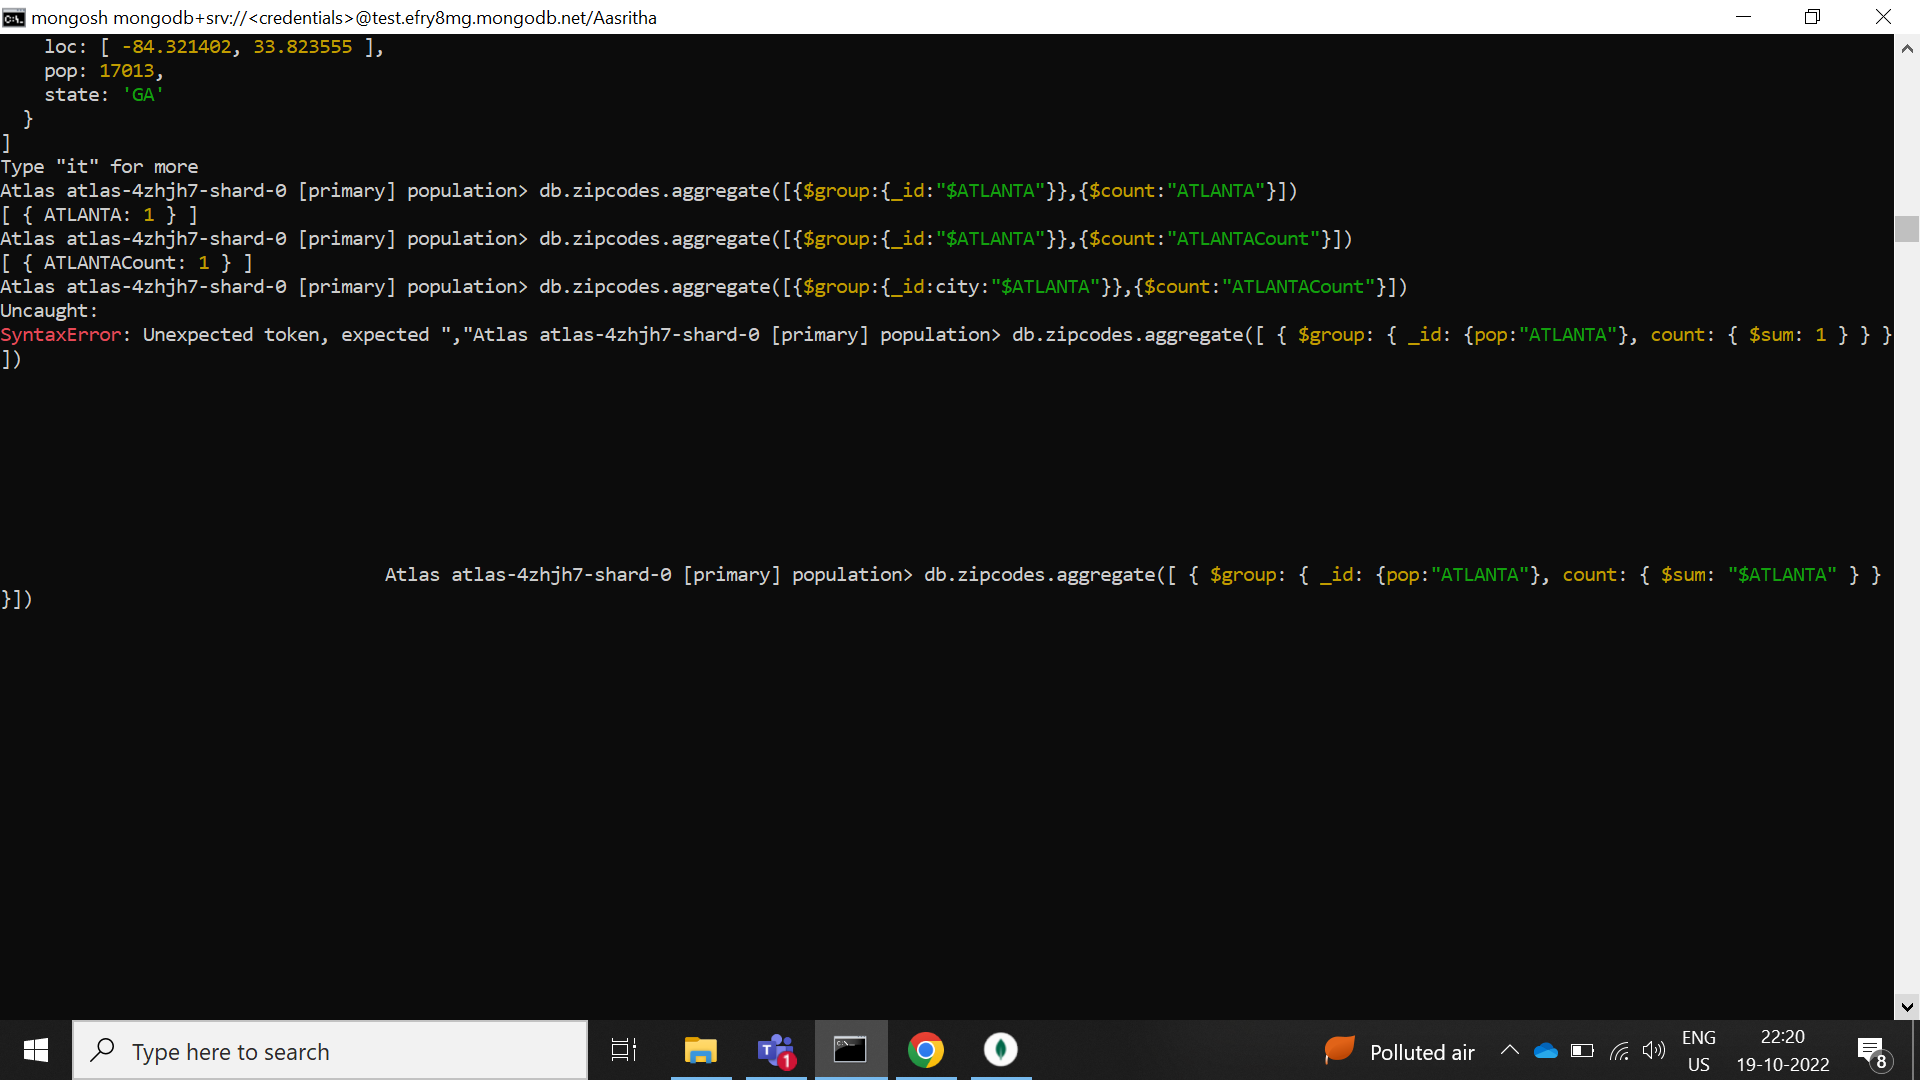 mongosh mongodb+srv://<credentials>@test.efry8mg.mongodb.net/Aasritha
loc: [ -84.321402, 33.823555 ],
pop: 17013,
state: 'GA'
}
]
Type "it" for more
Atlas atlas-4zhjh7-shard-0 [primary] population> db.zipcodes.aggregate([{$group:{_id:"$ATLANTA"}},{$count:"ATLANTA"}])
[ { ATLANTA: 1 } ]
Atlas atlas-4zhjh7-shard-0 [primary] population> db.zipcodes.aggregate([{$group:{_id:"$ATLANTA"}},{$count:"ATLANTACount"}])
[ { ATLANTACount: 1 } ]
Atlas atlas-4zhjh7-shard-0 [primary] population> db.zipcodes.aggregate([{$group:{_id:city:"$ATLANTA"}},{$count:"ATLANTACount"}])
Uncaught:
SyntaxError: Unexpected token, expected ","Atlas atlas-4zhjh7-shard-0 [primary] population> db.zipcodes.aggregate([ { $group: { _id: {pop:"ATLANTA"}, count: { $sum: 1 } } }
])
Atlas atlas-4zhjh7-shard-0 [primary] population> db.zipcodes.aggregate([ { $group: { _id: {pop:"ATLANTA"}, count: { $sum: "$ATLANTA" } }
}])
Type here to search
T
1
Polluted air
ENG
US
22:20
19-10-2022
8